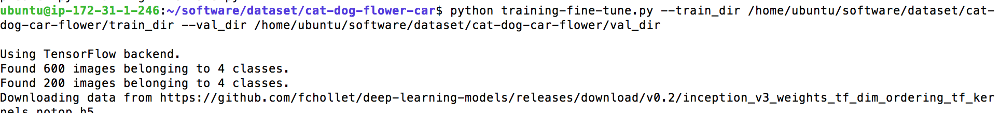 ubuntu@ip-172-31-1-246:~/software/dataset/cat-dog-flower-car$ python training-fine-tune.py --train_dir /home/ubuntu/software/dataset/cat-
dog-car-flower/train_dir --val_dir /home/ubuntu/software/dataset/cat-dog-car-flower/val_dir
Using TensorFlow backend.
Found 600 images belonging to 4 classes.
Found 200 images belonging to 4 classes.
Downloading data from https://github.com/fchollet/deep-learning-models/releases/download/v0.2/inception_v3_weights_tf_dim_ordering_tf_ker
nels_notop.h5